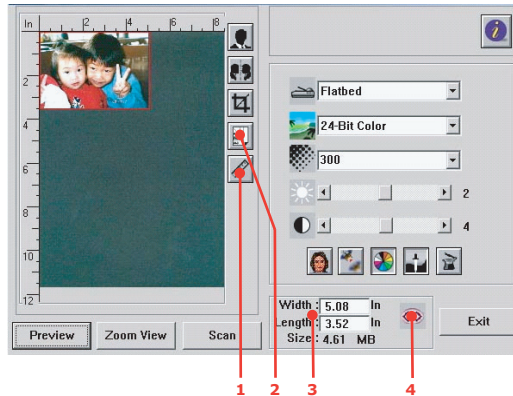 In 2 4 6 8
2
4
6
8
10
12
Flatbed
24-Bit Color
300
2
4
Width : 5.08 In
Length : 3.52 In
Size : 4.61 MB
Preview Zoom View Scan Exit
1 2 3 4